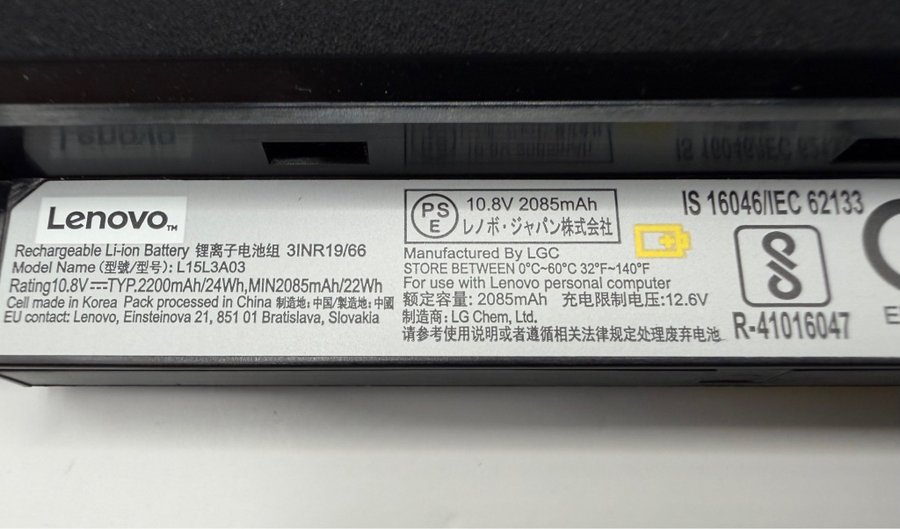 Lenovo™
Rechargeable Li-ion Battery 锂离子电池组 3INR19/66
Model Name (型號/型号): L15L3A03
Rating10.8V⎓TYP.2200mAh/24Wh,MIN2085mAh/22Wh
Cell made in Korea Pack processed in China 制造地:中国/製造地:中國
EU contact: Lenovo, Einsteinova 21, 851 01 Bratislava, Slovakia
PS
E
10.8V 2085mAh
レノボ・ジャパン株式会社
Manufactured By LGC
STORE BETWEEN 0°C~60°C 32°F~140°F
For use with Lenovo personal computer
额定容量: 2085mAh 充电限制电压:12.6V
制造商: LG Chem, Ltd.
请参考使用说明或者遵循相关法律规定处理废弃电池
IS 16046/IEC 62133
R-41016047